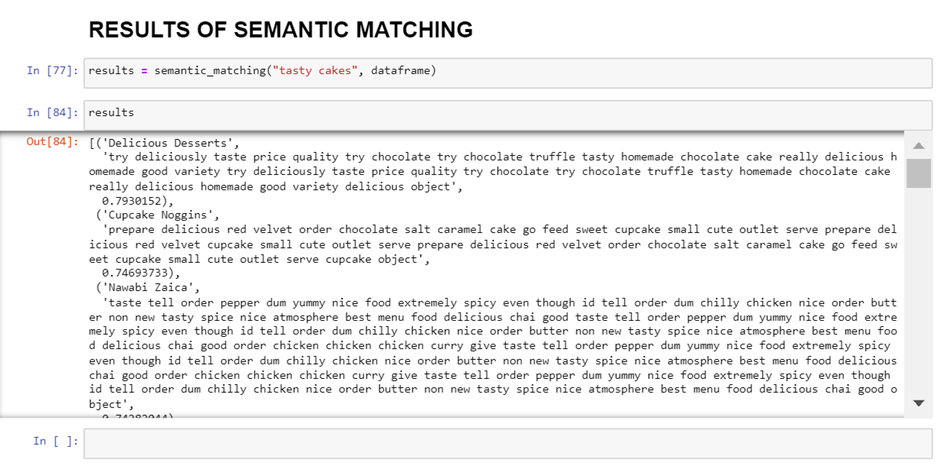 RESULTS OF SEMANTIC MATCHING
In [77]: results = semantic_matching("tasty cakes", dataframe)
In [84]: results
Out[84]: [('Delicious Desserts',
'try deliciously taste price quality try chocolate try chocolate truffle tasty homemade chocolate cake really delicious h
omemade good variety try deliciously taste price quality try chocolate try chocolate truffle tasty homemade chocolate cake
really delicious homemade good variety delicious object',
0.7930152),
('Cupcake Noggins',
'prepare delicious red velvet order chocolate salt caramel cake go feed sweet cupcake small cute outlet serve prepare del
icious red velvet cupcake small cute outlet serve prepare delicious red velvet order chocolate salt caramel cake go feed sw
eet cupcake small cute outlet serve cupcake object',
0.74693733),
('Nawabi Zaica',
'taste tell order pepper dum yummy nice food extremely spicy even though id tell order dum chilly chicken nice order butt
er non new tasty spice nice atmosphere best menu food delicious chai good taste tell order pepper dum yummy nice food extre
mely spicy even though id tell order dum chilly chicken nice order butter non new tasty spice nice atmosphere best menu foo
d delicious chai good order chicken chicken chicken curry give taste tell order pepper dum yummy nice food extremely spicy
even though id tell order dum chilly chicken nice order butter non new tasty spice nice atmosphere best menu food delicious
chai good order chicken chicken chicken curry give taste tell order pepper dum yummy nice food extremely spicy even though
id tell order dum chilly chicken nice order butter non new tasty spice nice atmosphere best menu food delicious chai good o
bject',
In [ ]: